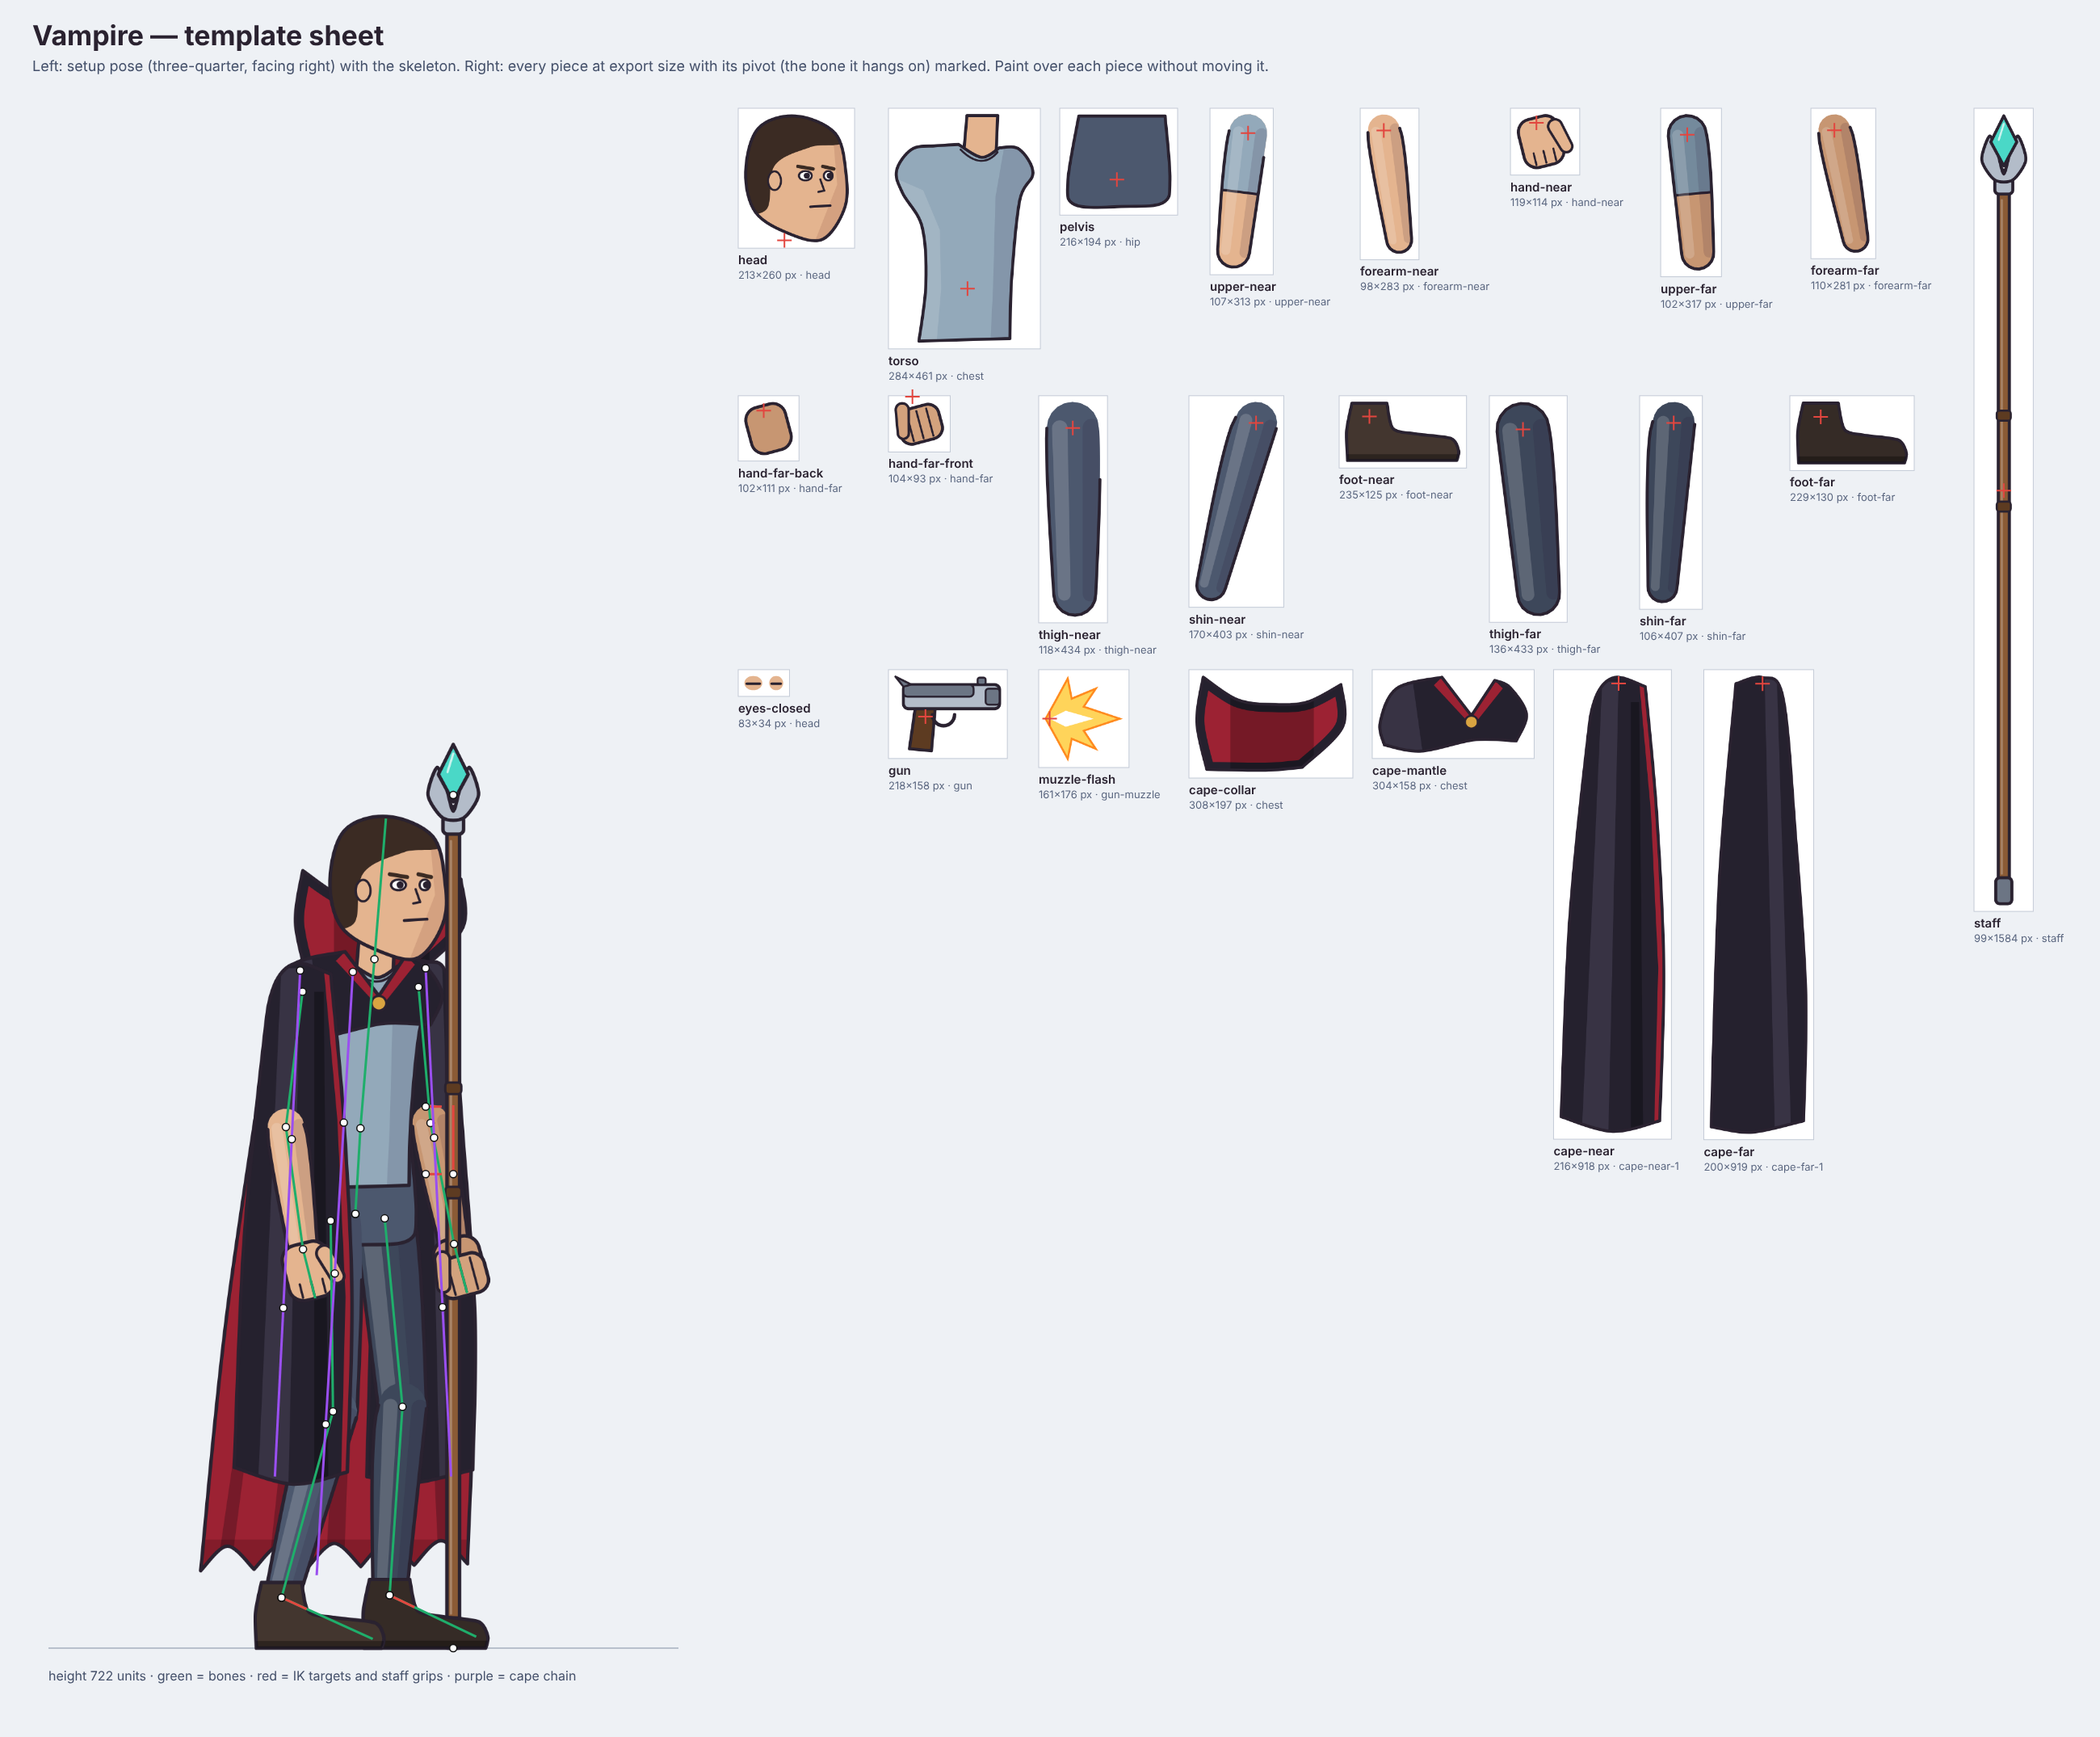 Vampire — template sheet
Left: setup pose (three-quarter, facing right) with the skeleton. Right: every piece at export size with its pivot (the bone it hangs on) marked. Paint over each piece without moving it.
head
213×260 px · head
torso
284×461 px · chest
pelvis
216×194 px · hip
upper-near
107×313 px · upper-near
forearm-near
98×283 px · forearm-near
hand-near
119×114 px · hand-near
upper-far
102×317 px · upper-far
forearm-far
110×281 px · forearm-far
staff
99×1584 px · staff
hand-far-back
102×111 px · hand-far
hand-far-front
104×93 px · hand-far
thigh-near
118×434 px · thigh-near
shin-near
170×403 px · shin-near
foot-near
235×125 px · foot-near
thigh-far
136×433 px · thigh-far
shin-far
106×407 px · shin-far
foot-far
229×130 px · foot-far
eyes-closed
83×34 px · head
gun
218×158 px · gun
muzzle-flash
161×176 px · gun-muzzle
cape-collar
308×197 px · chest
cape-mantle
304×158 px · chest
cape-near
216×918 px · cape-near-1
cape-far
200×919 px · cape-far-1
height 722 units · green = bones · red = IK targets and staff grips · purple = cape chain